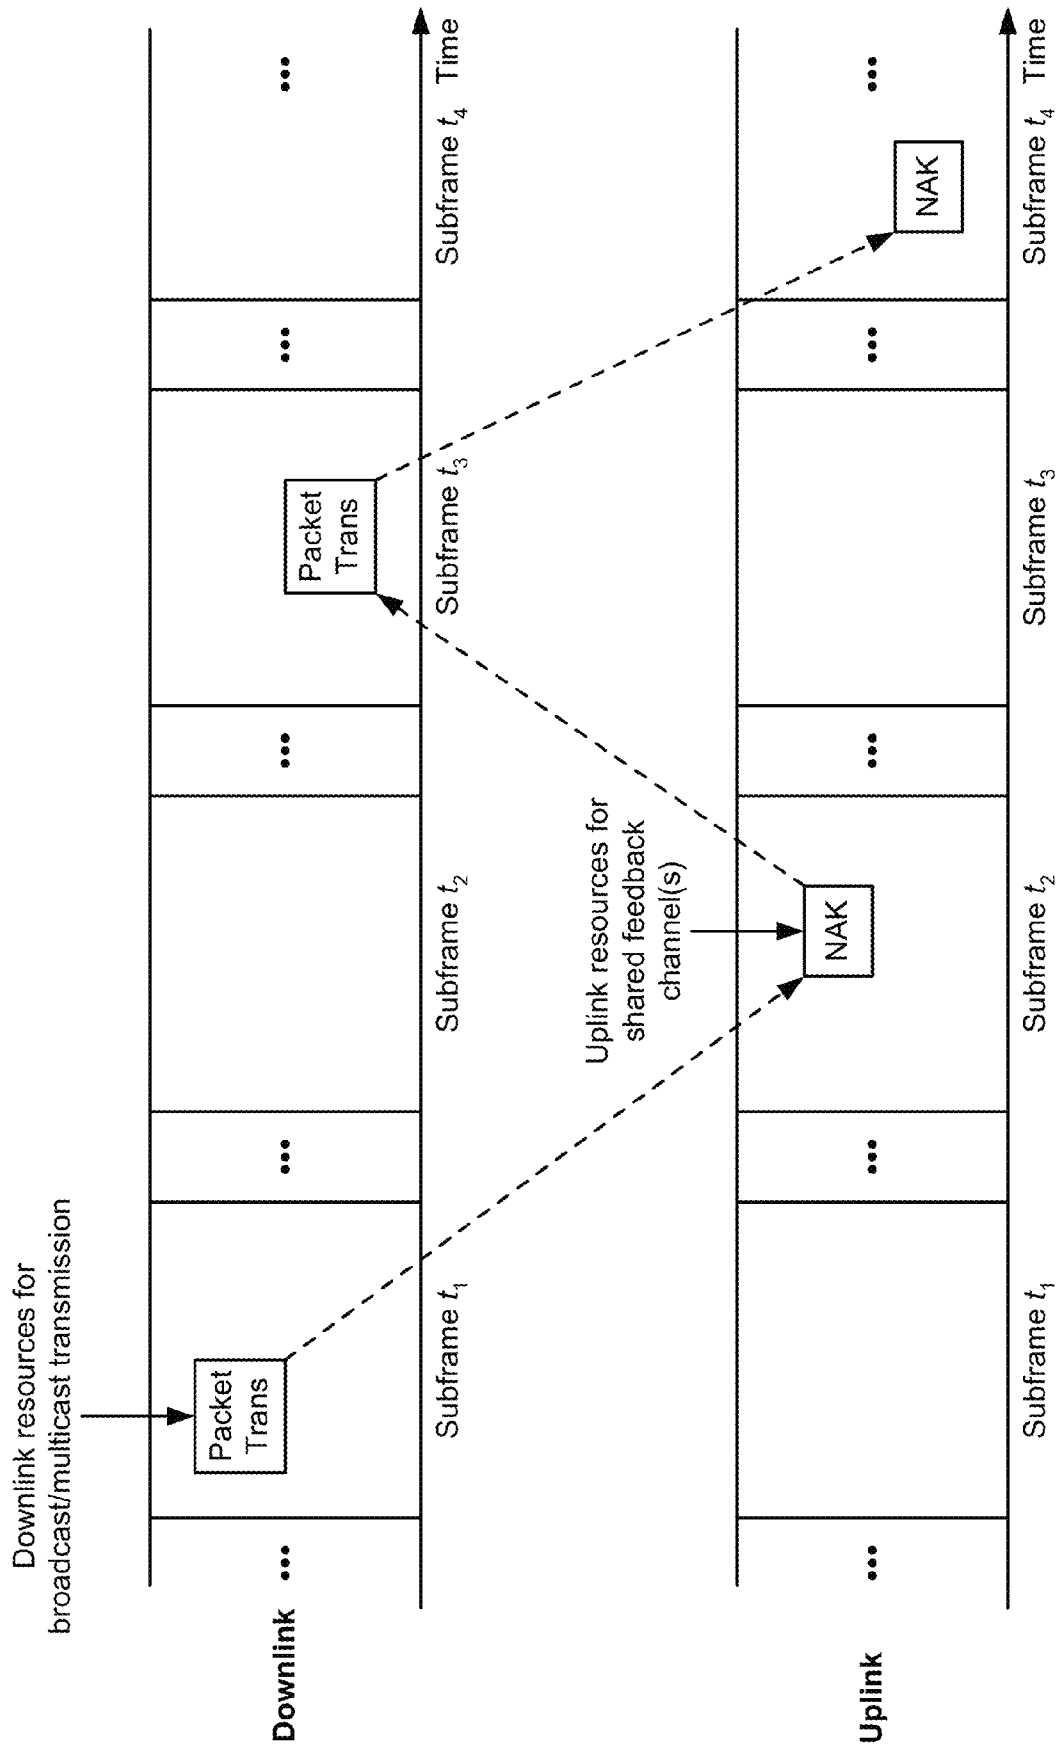 Downlink resources for
broadcast/multicast transmission
Downlink
•••
Packet
Trans
•••
•••
Packet
Trans
•••
•••
Subframe t₁
Subframe t₂
Subframe t₃
Subframe t₄
Time
Uplink resources for
shared feedback
channel(s)
Uplink
•••
•••
NAK
•••
•••
NAK
•••
Subframe t₁
Subframe t₂
Subframe t₃
Subframe t₄
Time